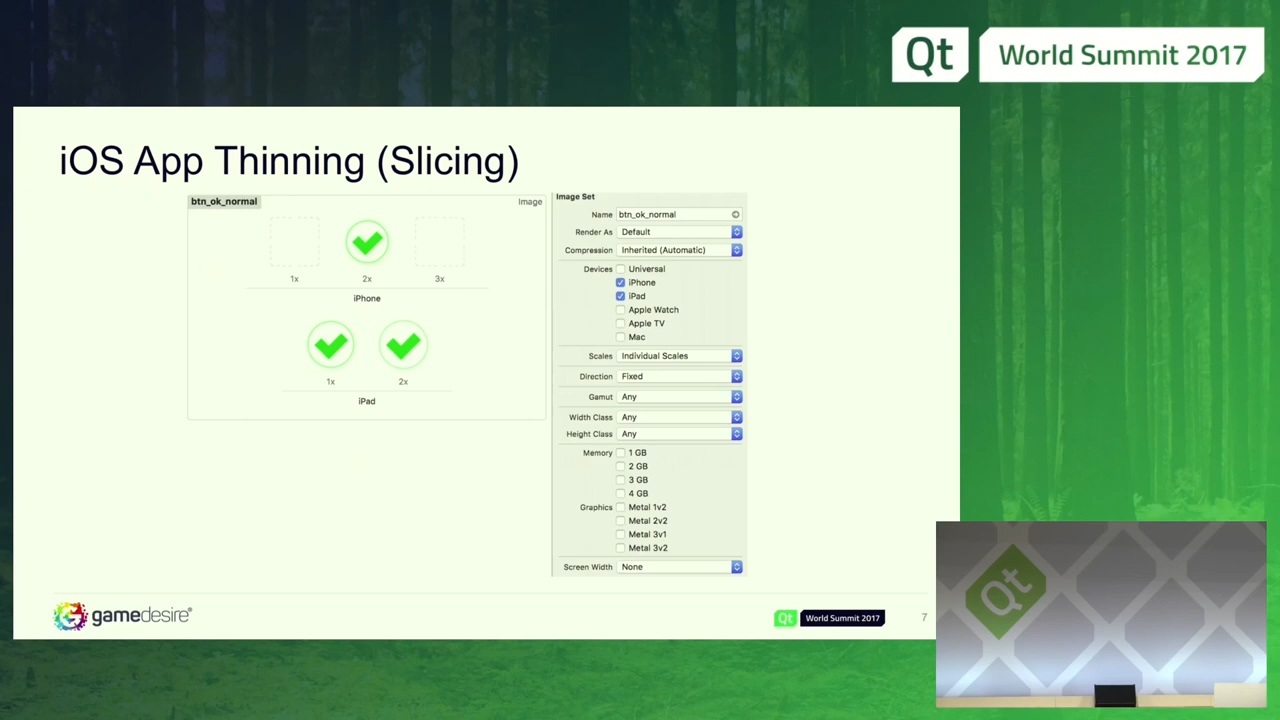 Qt World Summit 2017
iOS App Thinning (Slicing)
btn_ok_normal
Image
1x
2x
3x
iPhone
1x
2x
iPad
Image Set
Name btn_ok_normal
Render As Default
Compression Inherited (Automatic)
Devices Universal
iPhone
iPad
Apple Watch
Apple TV
Mac
Scales Individual Scales
Direction Fixed
Gamut Any
Width Class Any
Height Class Any
Memory 1 GB
2 GB
3 GB
4 GB
Graphics Metal 1v2
Metal 2v2
Metal 3v1
Metal 3v2
Screen Width None
gamedesire®
Qt World Summit 2017
7
Qt